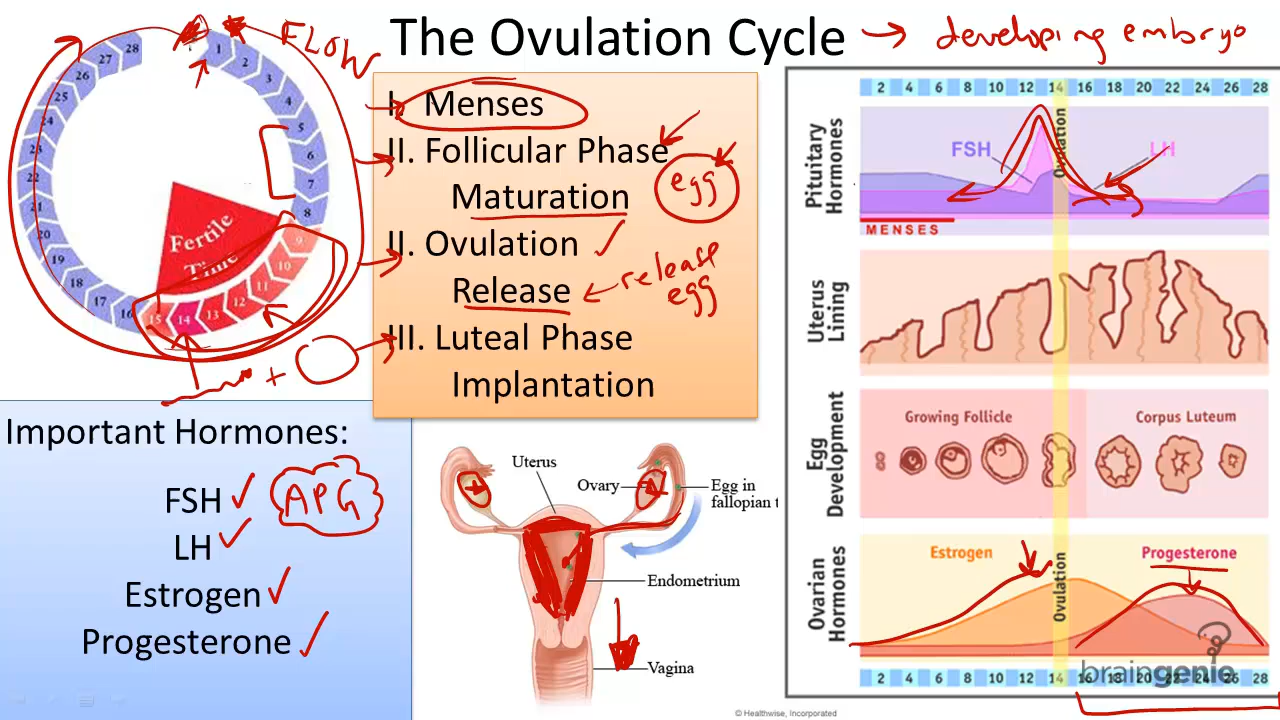 The Ovulation Cycle
developing embryo
FLOW
28
1
2
3
4
5
6
7
8
9
10
11
12
13
14
15
16
17
18
19
20
21
22
23
24
25
26
27
Fertile
Time
I. Menses
II. Follicular Phase
Maturation
egg
II. Ovulation
Release
release
egg
III. Luteal Phase
Implantation
+
Important Hormones:
FSH
APG
LH
Estrogen
Progesterone
Uterus
Ovary
Egg in
fallopian t
Endometrium
Vagina
2 4 6 8 10 12 14 16 18 20 22 24 26 28
Pituitary
Hormones
FSH
Ovulation
LH
MENSES
Uterus
Lining
Egg
Development
Growing Follicle
Corpus Luteum
Ovarian
Hormones
Estrogen
Ovulation
Progesterone
braingenie
2 4 6 8 10 12 14 16 18 20 22 24 26 28
© Healthwise, Incorporated